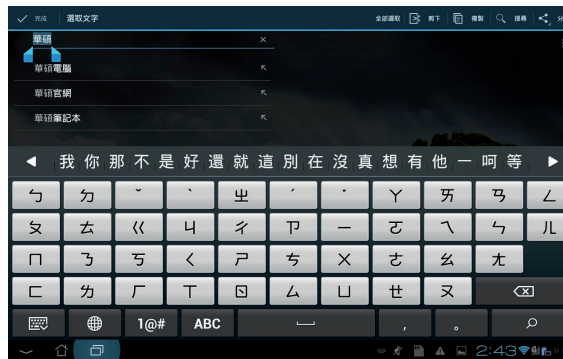 完成 選取文字 全部選取 剪下 複製 搜尋 分
華碩
華碩電腦
華碩官網
華碩筆記本
我 你 那 不 是 好 還 就 這 別 在 沒 真 想 有 他 一 呵 等
ㄅ ㄉ ˇ ˋ ㄓ ˊ ˙ ㄚ ㄞ ㄢ ㄥ
ㄆ ㄊ ㄍ ㄐ ㄔ ㄗ ㄧ ㄛ ㄟ ㄣ ㄦ
ㄇ ㄋ ㄎ ㄑ ㄕ ㄘ ㄨ ㄜ ㄠ ㄤ
ㄈ ㄌ ㄏ ㄒ ㄖ ㄙ ㄩ ㄝ ㄡ
1@# ABC , 。
2:43